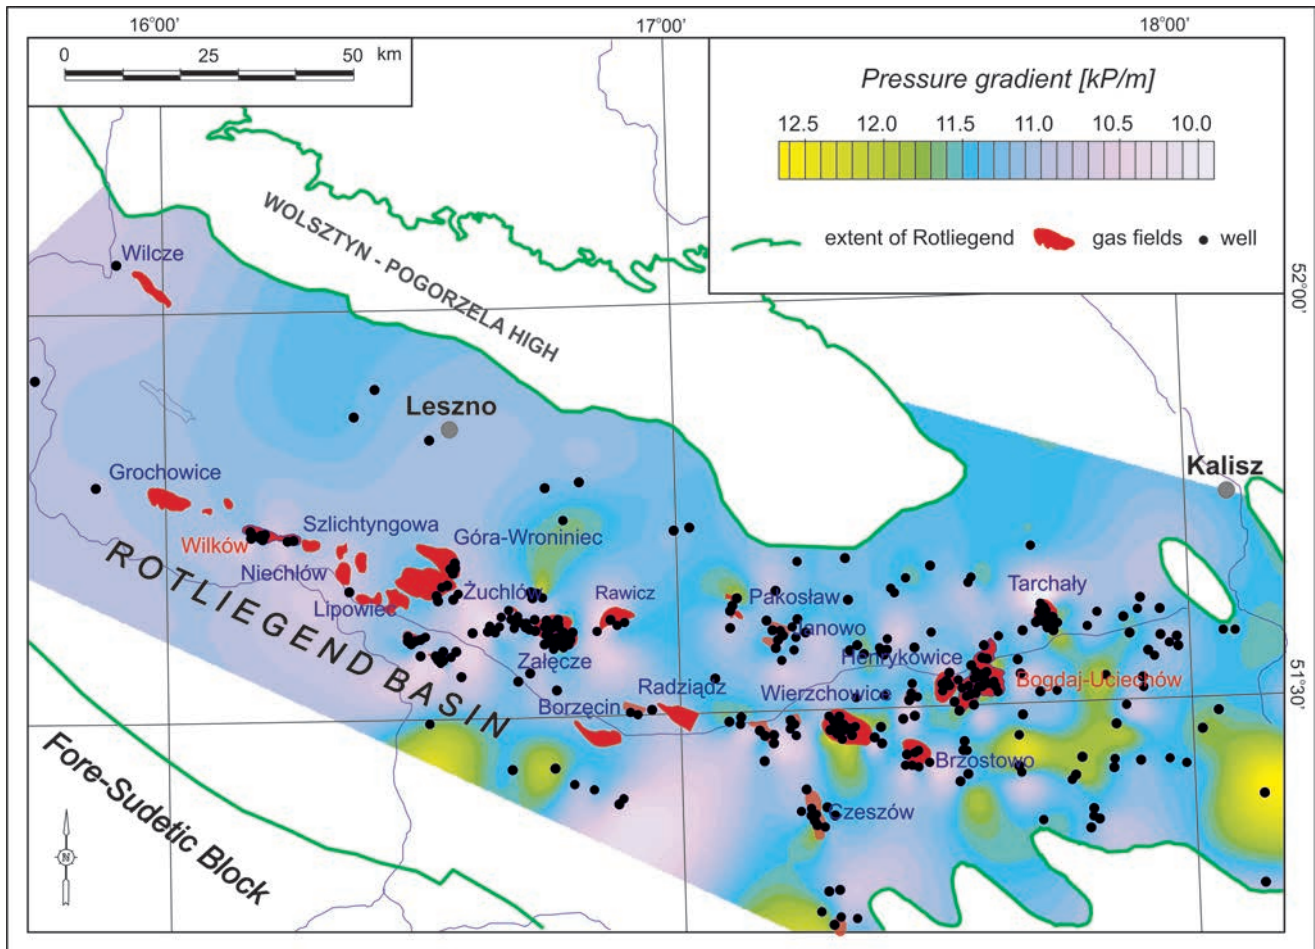 16°00' 17°00' 18°00'
0 25 50 km
Pressure gradient [kP/m]
12.5 12.0 11.5 11.0 10.5 10.0
extent of Rotliegend gas fields well
WOLSZTYN - POGORZELA HIGH
Wilcze
52°00'
Leszno
Kalisz
Grochowice
Szlichtyngowa
Góra-Wroniniec
Wilków
Niechłów
Żuchlów
Rawicz
Pakosław
Tarchały
Lipowiec
Janowo
Henrykowice
Załęcze
Radziądz
Wierzchowice
Bogdaj-Uciechów
Borzęcin
51°30'
ROTLIEGEND BASIN
Brzostowo
Czeszów
Fore-Sudetic Block
N